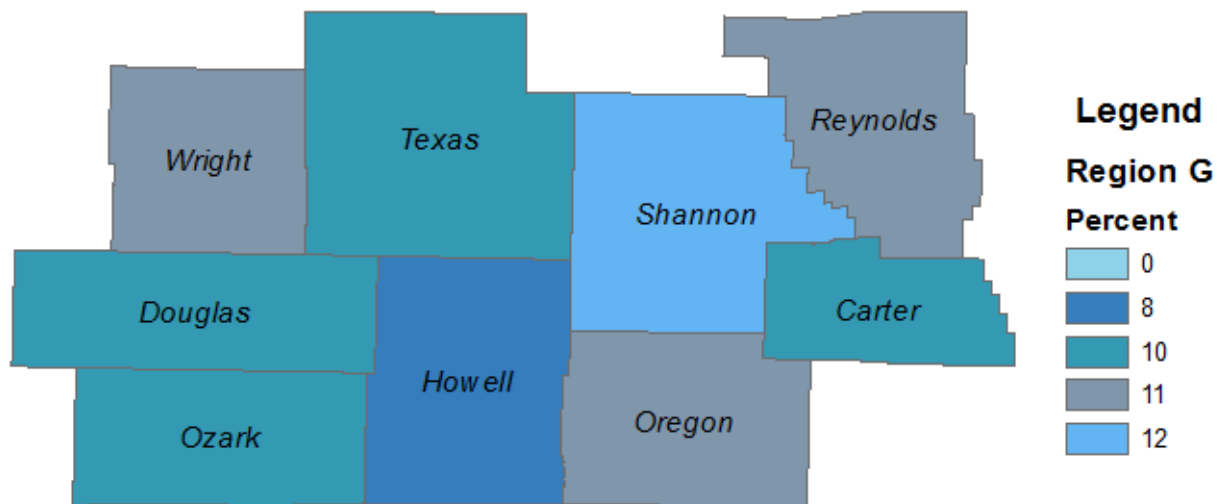 Wright
Texas
Reynolds
Shannon
Douglas
Carter
Howell
Ozark
Oregon
Legend
Region G
Percent
0
8
10
11
12